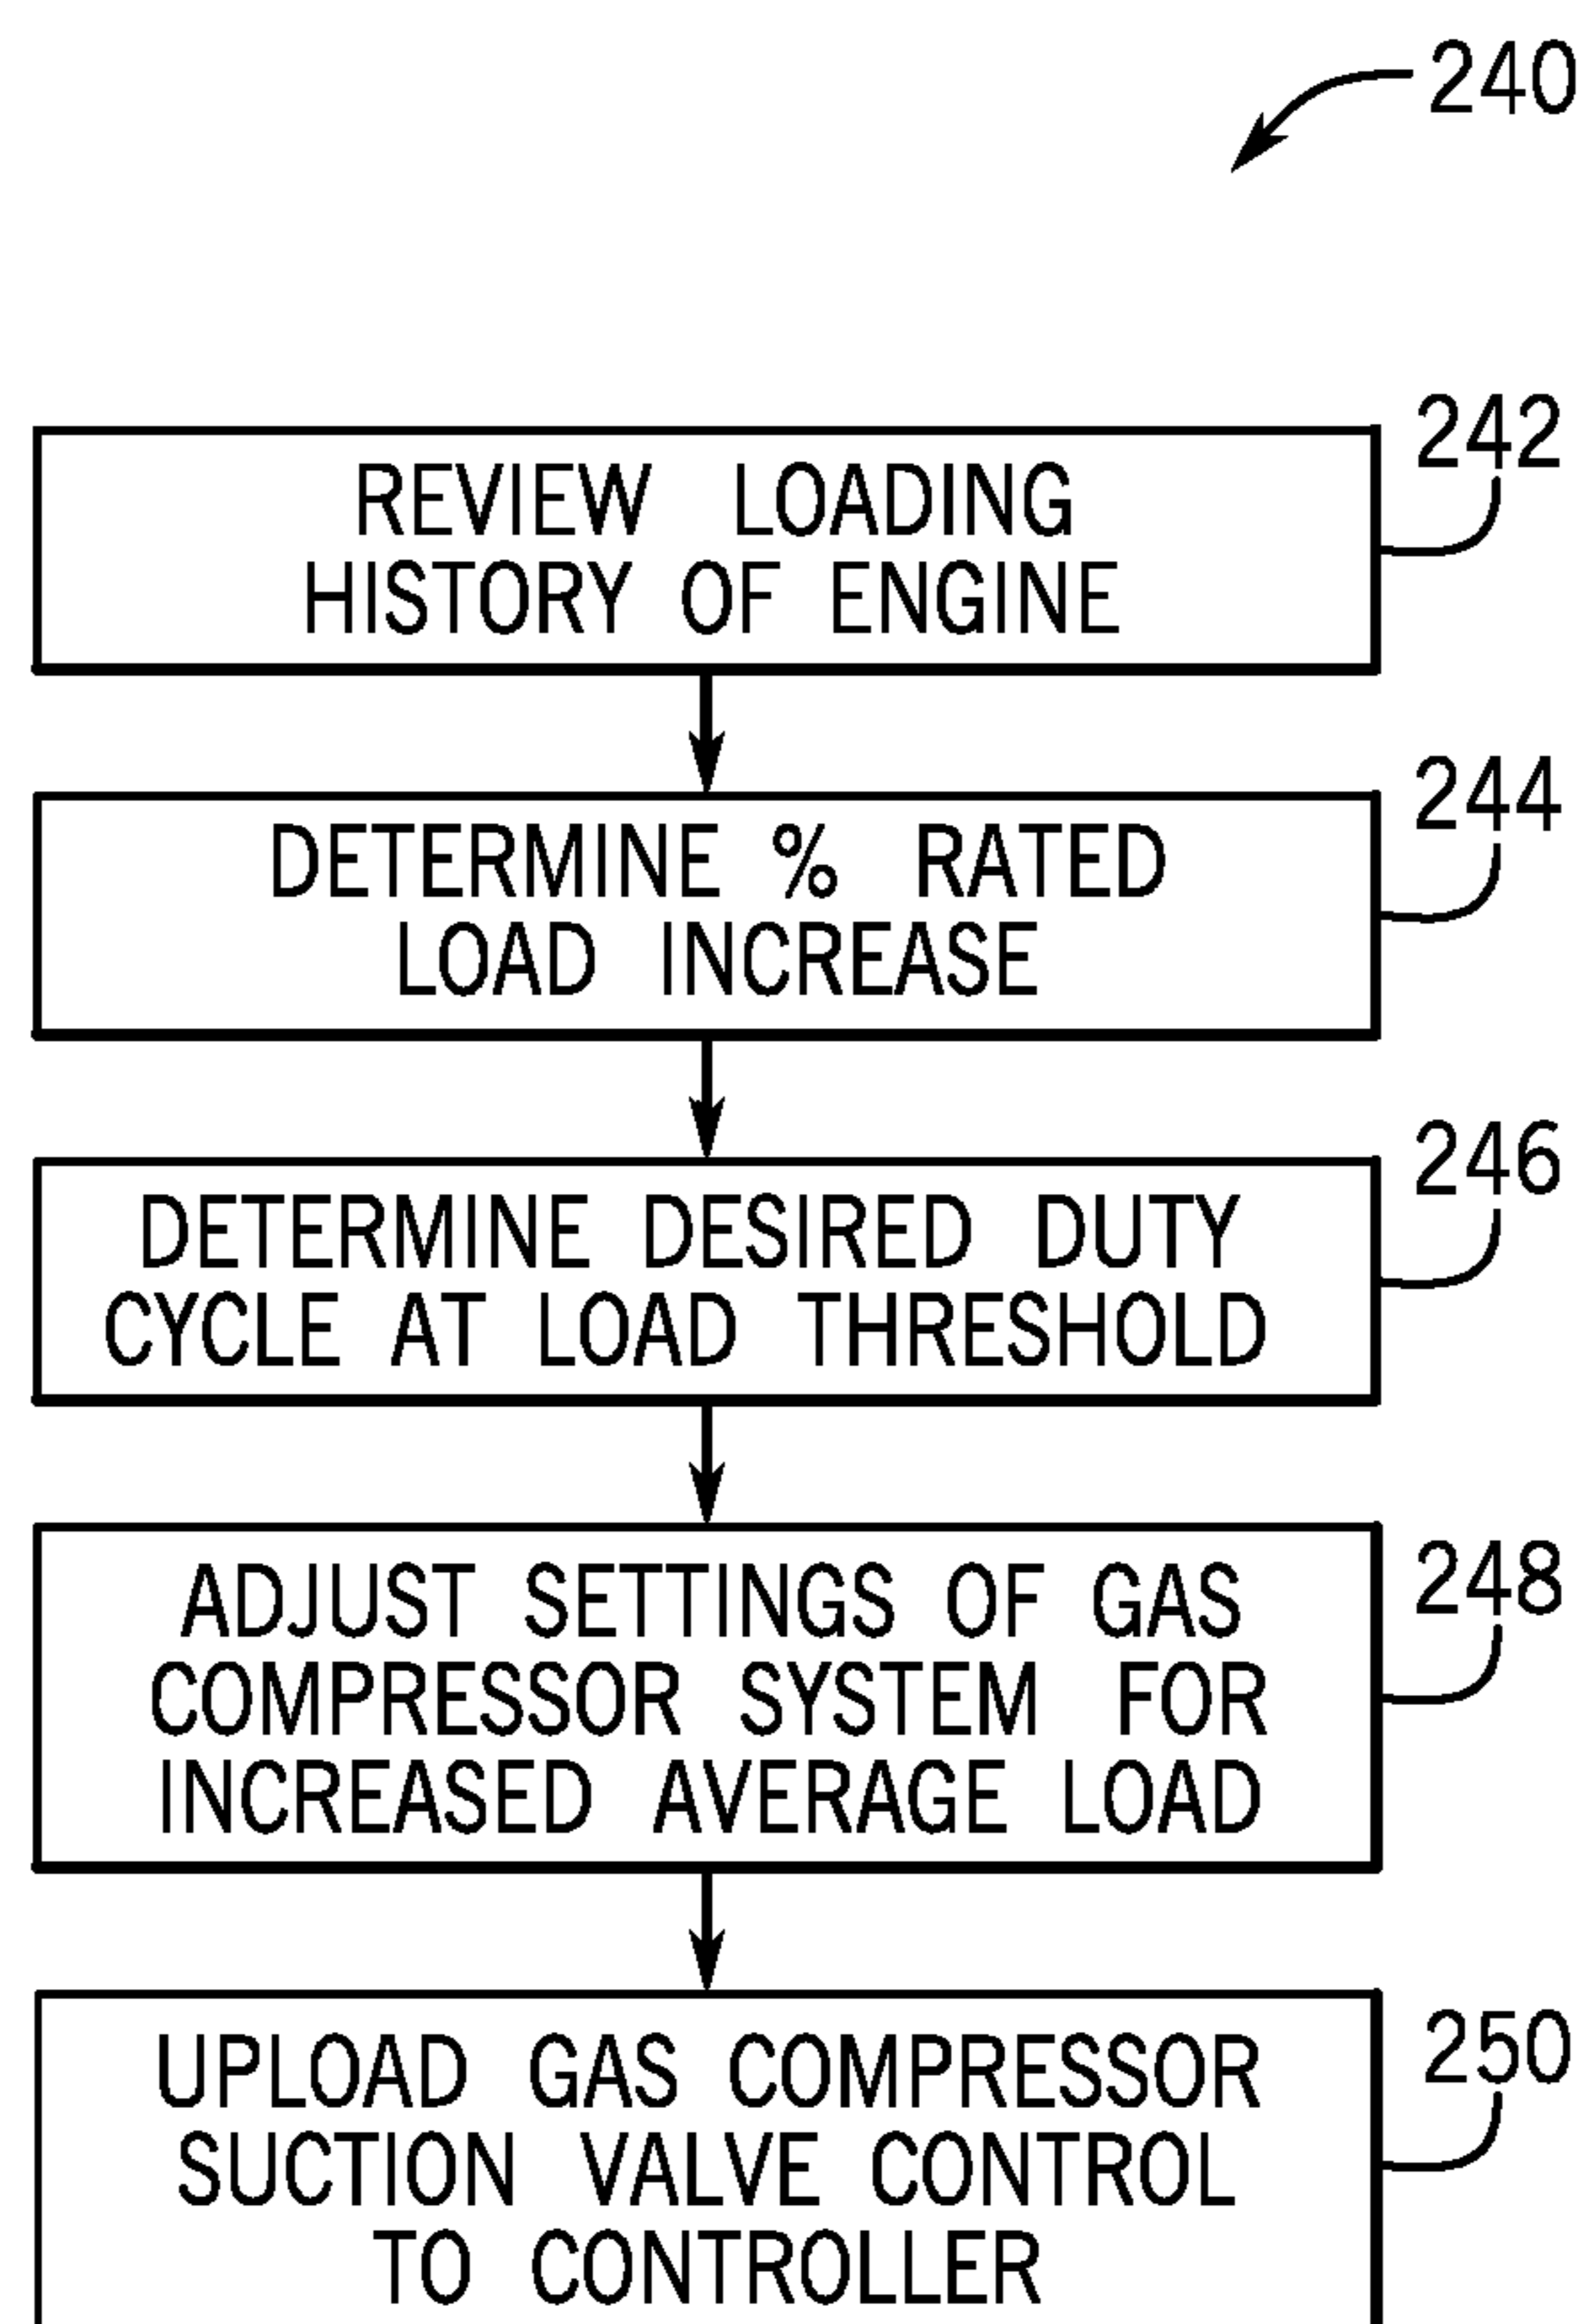 240
242
REVIEW LOADING
HISTORY OF ENGINE
244
DETERMINE % RATED
LOAD INCREASE
246
DETERMINE DESIRED DUTY
CYCLE AT LOAD THRESHOLD
248
ADJUST SETTINGS OF GAS
COMPRESSOR SYSTEM FOR
INCREASED AVERAGE LOAD
250
UPLOAD GAS COMPRESSOR
SUCTION VALVE CONTROL
TO CONTROLLER